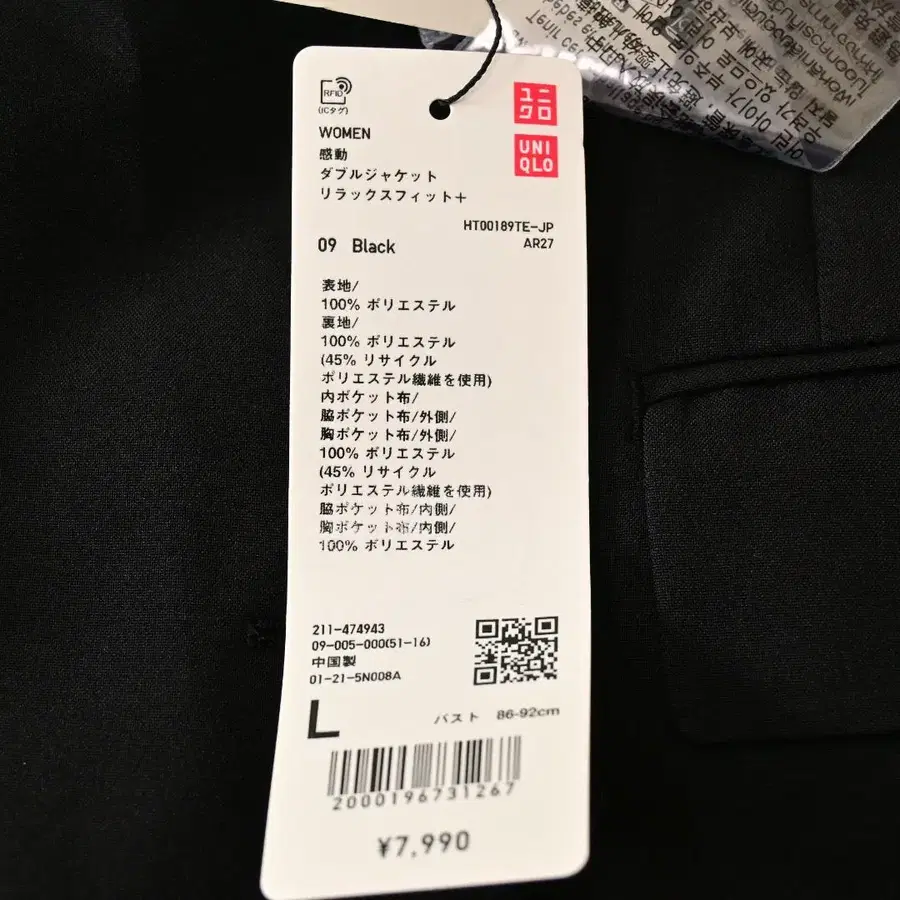 RFID
(ICタグ)
ユニ
クロ
UNI
QLO
WOMEN
感動
ダブルジャケット
リラックスフィット+
HT00189TE-JP
09 Black
AR27
表地/
100% ポリエステル
裏地/
100% ポリエステル
(45% リサイクル
ポリエステル繊維を使用)
内ポケット布/
脇ポケット布/外側/
胸ポケット布/外側/
100% ポリエステル
(45% リサイクル
ポリエステル繊維を使用)
脇ポケット布/内側/
胸ポケット布/内側/
100% ポリエステル
211-474943
09-005-000(51-16)
中国製
01-21-5N008A
L
バスト 86-92cm
2000196731267
¥7,990